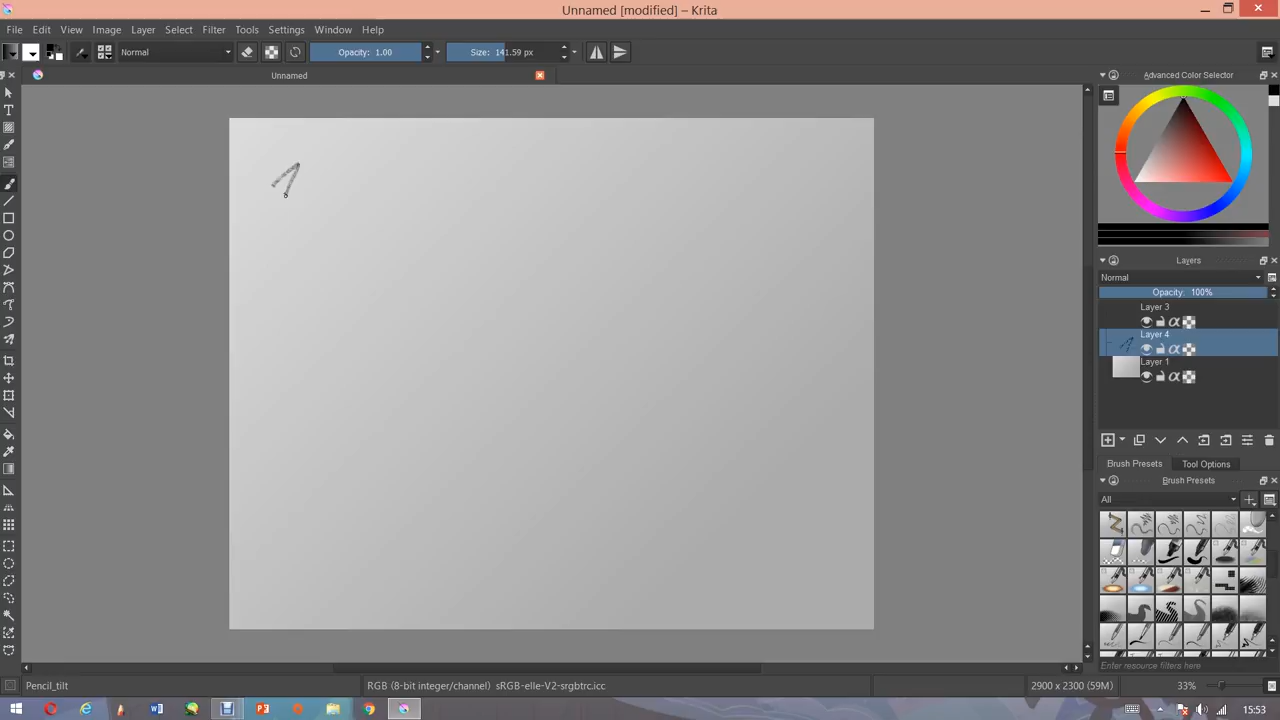 Unnamed [modified] – Krita
File Edit View Image Layer Select Filter Tools Settings Window Help
Normal Opacity: 1.00 Size: 141.59 px
Unnamed
Advanced Color Selector
Layers
Normal
Opacity: 100%
Layer 3
Layer 4
Layer 1
Brush Presets Tool Options
Brush Presets
All
Enter resource filters here
Pencil_tilt RGB (8-bit integer/channel) sRGB-elle-V2-srgbtrc.icc 2900 x 2300 (59M) 33%
15:53